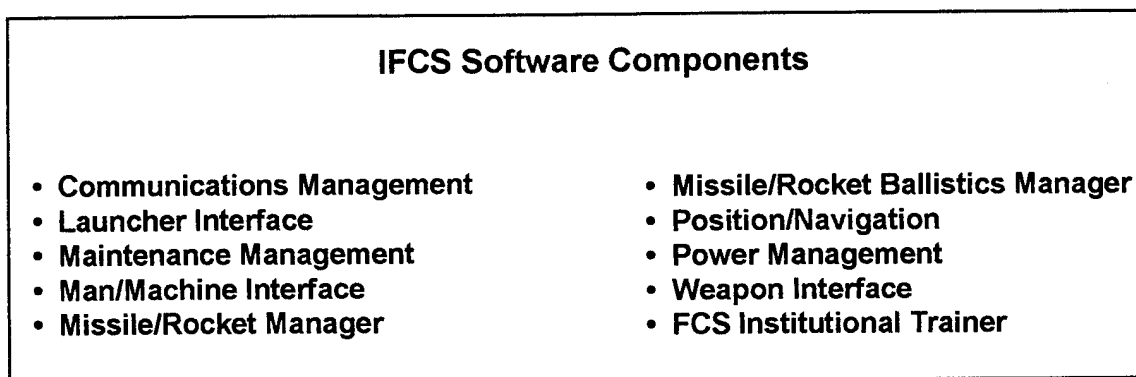 IFCS Software Components
• Communications Management
• Launcher Interface
• Maintenance Management
• Man/Machine Interface
• Missile/Rocket Manager
• Missile/Rocket Ballistics Manager
• Position/Navigation
• Power Management
• Weapon Interface
• FCS Institutional Trainer